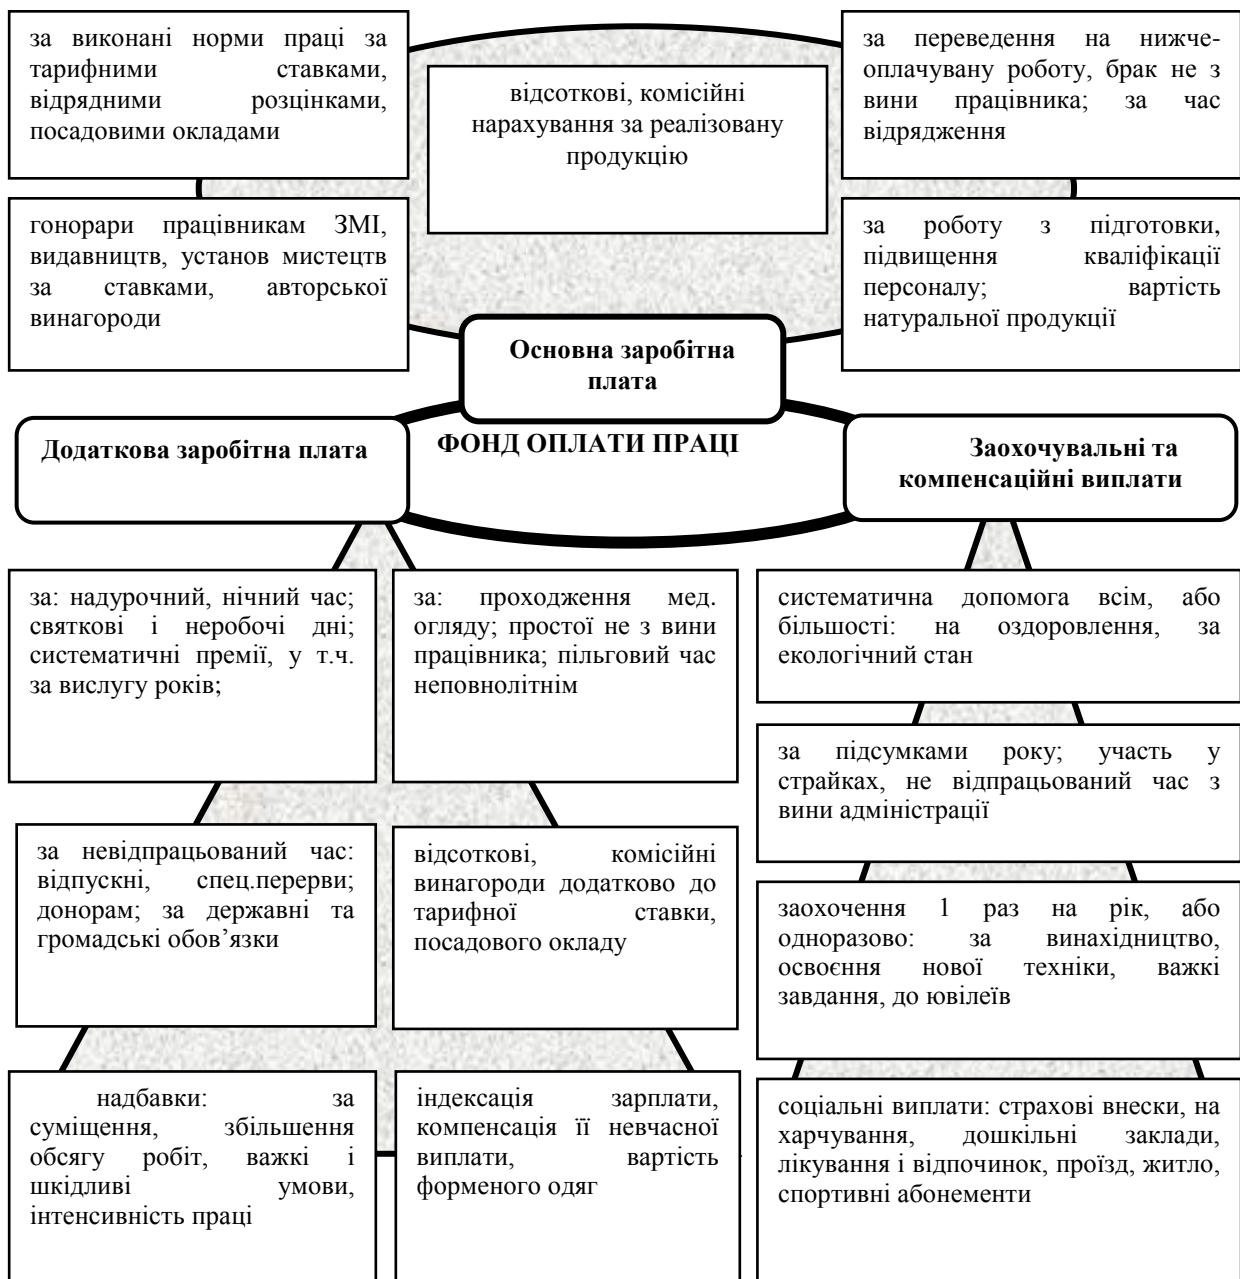 за виконані норми праці за
тарифними ставками,
відрядними розцінками,
посадовими окладами
відсоткові, комісійні
нарахування за реалізовану
продукцію
за переведення на нижче-
оплачувану роботу, брак не з
вини працівника; за час
відрядження
гонорари працівникам ЗМІ,
видавництв, установ мистецтв
за ставками, авторської
винагороди
за роботу з підготовки,
підвищення кваліфікації
персоналу; вартість
натуральної продукції
Основна заробітна
плата
Додаткова заробітна плата
ФОНД ОПЛАТИ ПРАЦІ
Заохочувальні та
компенсаційні виплати
за: надурочний, нічний час;
святкові і неробочі дні;
систематичні премії, у т.ч.
за вислугу років;
за: проходження мед.
огляду; простої не з вини
працівника; пільговий час
неповнолітнім
систематична допомога всім, або
більшості: на оздоровлення, за
екологічний стан
за підсумками року; участь у
страйках, не відпрацьований час з
вини адміністрації
за невідпрацьований час:
відпускні, спец.перерви;
донорам; за державні та
громадські обов’язки
відсоткові, комісійні
винагороди додатково до
тарифної ставки,
посадового окладу
заохочення 1 раз на рік, або
одноразово: за винахідництво,
освоєння нової техніки, важкі
завдання, до ювілеїв
надбавки: за
суміщення, збільшення
обсягу робіт, важкі і
шкідливі умови,
інтенсивність праці
індексація зарплати,
компенсація її невчасної
виплати, вартість
форменого одяг
соціальні виплати: страхові внески, на
харчування, дошкільні заклади,
лікування і відпочинок, проїзд, житло,
спортивні абонементи